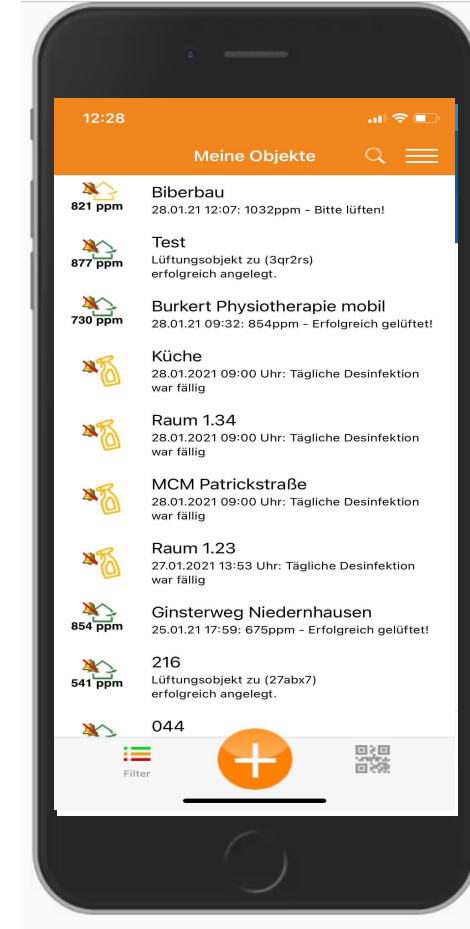 12:28
Meine Objekte
821 ppm
Biberbau
28.01.21 12:07: 1032ppm - Bitte lüften!
877 ppm
Test
Lüftungsobjekt zu (3qr2rs)
erfolgreich angelegt.
730 ppm
Burkert Physiotherapie mobil
28.01.21 09:32: 854ppm - Erfolgreich gelüftet!
Küche
28.01.2021 09:00 Uhr: Tägliche Desinfektion
war fällig
Raum 1.34
28.01.2021 09:00 Uhr: Tägliche Desinfektion
war fällig
MCM Patrickstraße
28.01.2021 09:00 Uhr: Tägliche Desinfektion
war fällig
Raum 1.23
27.01.2021 13:53 Uhr: Tägliche Desinfektion
war fällig
854 ppm
Ginsterweg Niedernhausen
25.01.21 17:59: 675ppm - Erfolgreich gelüftet!
541 ppm
216
Lüftungsobjekt zu (27abx7)
erfolgreich angelegt.
044
Filter